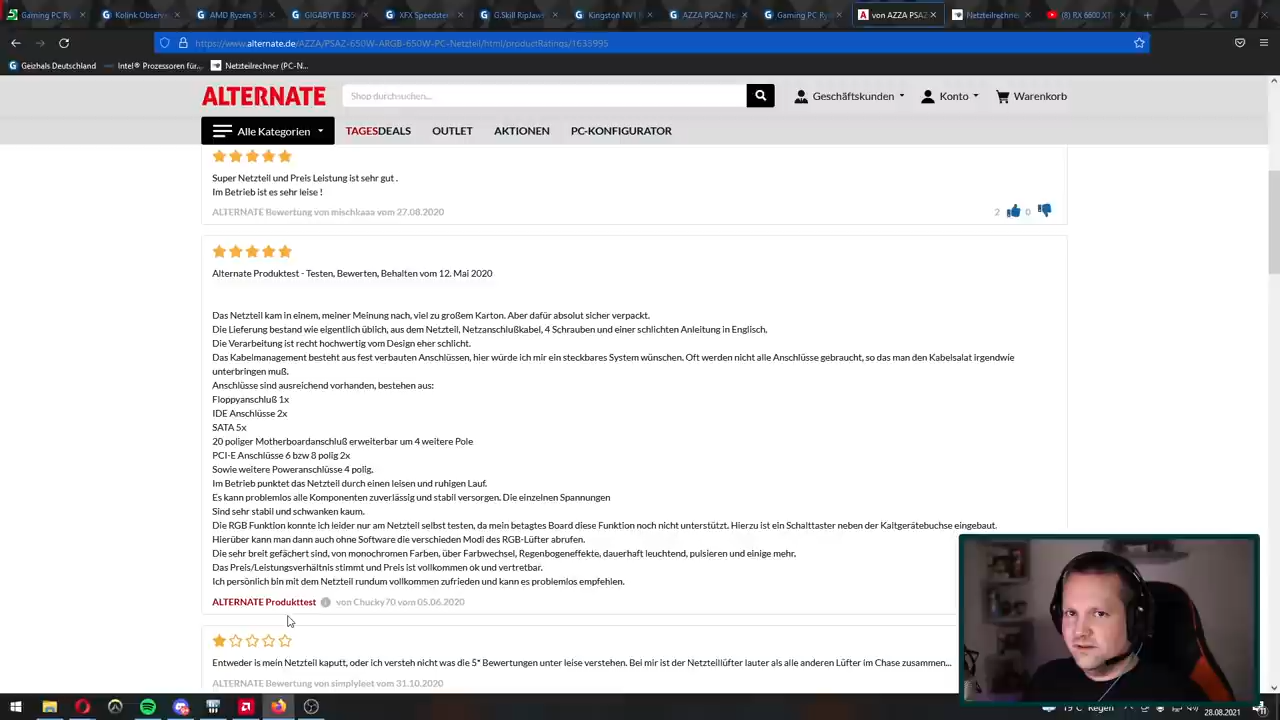 Gaming PC
Kolink Observ
AMD Ryzen 5
GIGABYTE B55
XFX Speedste
G.Skill RipJaw
Kingston NV1
AZZA PSAZ Ne
Gaming PC Ry
von AZZA PSAZ
Netzteilrechner
(8) RX 6600 XT
https://www.alternate.de/AZZA/PSAZ-650W-ARGB-650W-PC-Netzteil/html/productRatings/1635995
Geizhals Deutschland
Intel® Prozessoren für...
Netzteilrechner (PC-N...
ALTERNATE
Shop durchsuchen...
Geschäftskunden
Konto
Warenkorb
Alle Kategorien
TAGESDEALS
OUTLET
AKTIONEN
PC-KONFIGURATOR
Super Netzteil und Preis Leistung ist sehr gut .
Im Betrieb ist es sehr leise !
ALTERNATE Bewertung von mischkaaa vom 27.08.2020
2 0
Alternate Produktest - Testen, Bewerten, Behalten vom 12. Mai 2020
Das Netzteil kam in einem, meiner Meinung nach, viel zu großem Karton. Aber dafür absolut sicher verpackt.
Die Lieferung bestand wie eigentlich üblich, aus dem Netzteil, Netzanschlußkabel, 4 Schrauben und einer schlichten Anleitung in Englisch.
Die Verarbeitung ist recht hochwertig vom Design eher schlicht.
Das Kabelmanagement besteht aus fest verbauten Anschlüssen, hier würde ich mir ein steckbares System wünschen. Oft werden nicht alle Anschlüsse gebraucht, so das man den Kabelsalat irgendwie
unterbringen muß.
Anschlüsse sind ausreichend vorhanden, bestehen aus:
Floppyanschluß 1x
IDE Anschlüsse 2x
SATA 5x
20 poliger Motherboardanschluß erweiterbar um 4 weitere Pole
PCI-E Anschlüsse 6 bzw 8 polig 2x
Sowie weitere Poweranschlüsse 4 polig.
Im Betrieb punktet das Netzteil durch einen leisen und ruhigen Lauf.
Es kann problemlos alle Komponenten zuverlässig und stabil versorgen. Die einzelnen Spannungen
Sind sehr stabil und schwanken kaum.
Die RGB Funktion konnte ich leider nur am Netzteil selbst testen, da mein betagtes Board diese Funktion noch nicht unterstützt. Hierzu ist ein Schalttaster neben der Kaltgerätebuchse eingebaut.
Hierüber kann man dann auch ohne Software die verschieden Modi des RGB-Lüfter abrufen.
Die sehr breit gefächert sind, von monochromen Farben, über Farbwechsel, Regenbogeneffekte, dauerhaft leuchtend, pulsieren und einige mehr.
Das Preis/Leistungsverhältnis stimmt und Preis ist vollkommen ok und vertretbar.
Ich persönlich bin mit dem Netzteil rundum vollkommen zufrieden und kann es problemlos empfehlen.
ALTERNATE Produkttest von Chucky70 vom 05.06.2020
Entweder is mein Netzteil kaputt, oder ich versteh nicht was die 5* Bewertungen unter leise verstehen. Bei mir ist der Netzteillüfter lauter als alle anderen Lüfter im Chase zusammen...
ALTERNATE Bewertung von simplyleet vom 31.10.2020
19°C Regen
28.08.2021